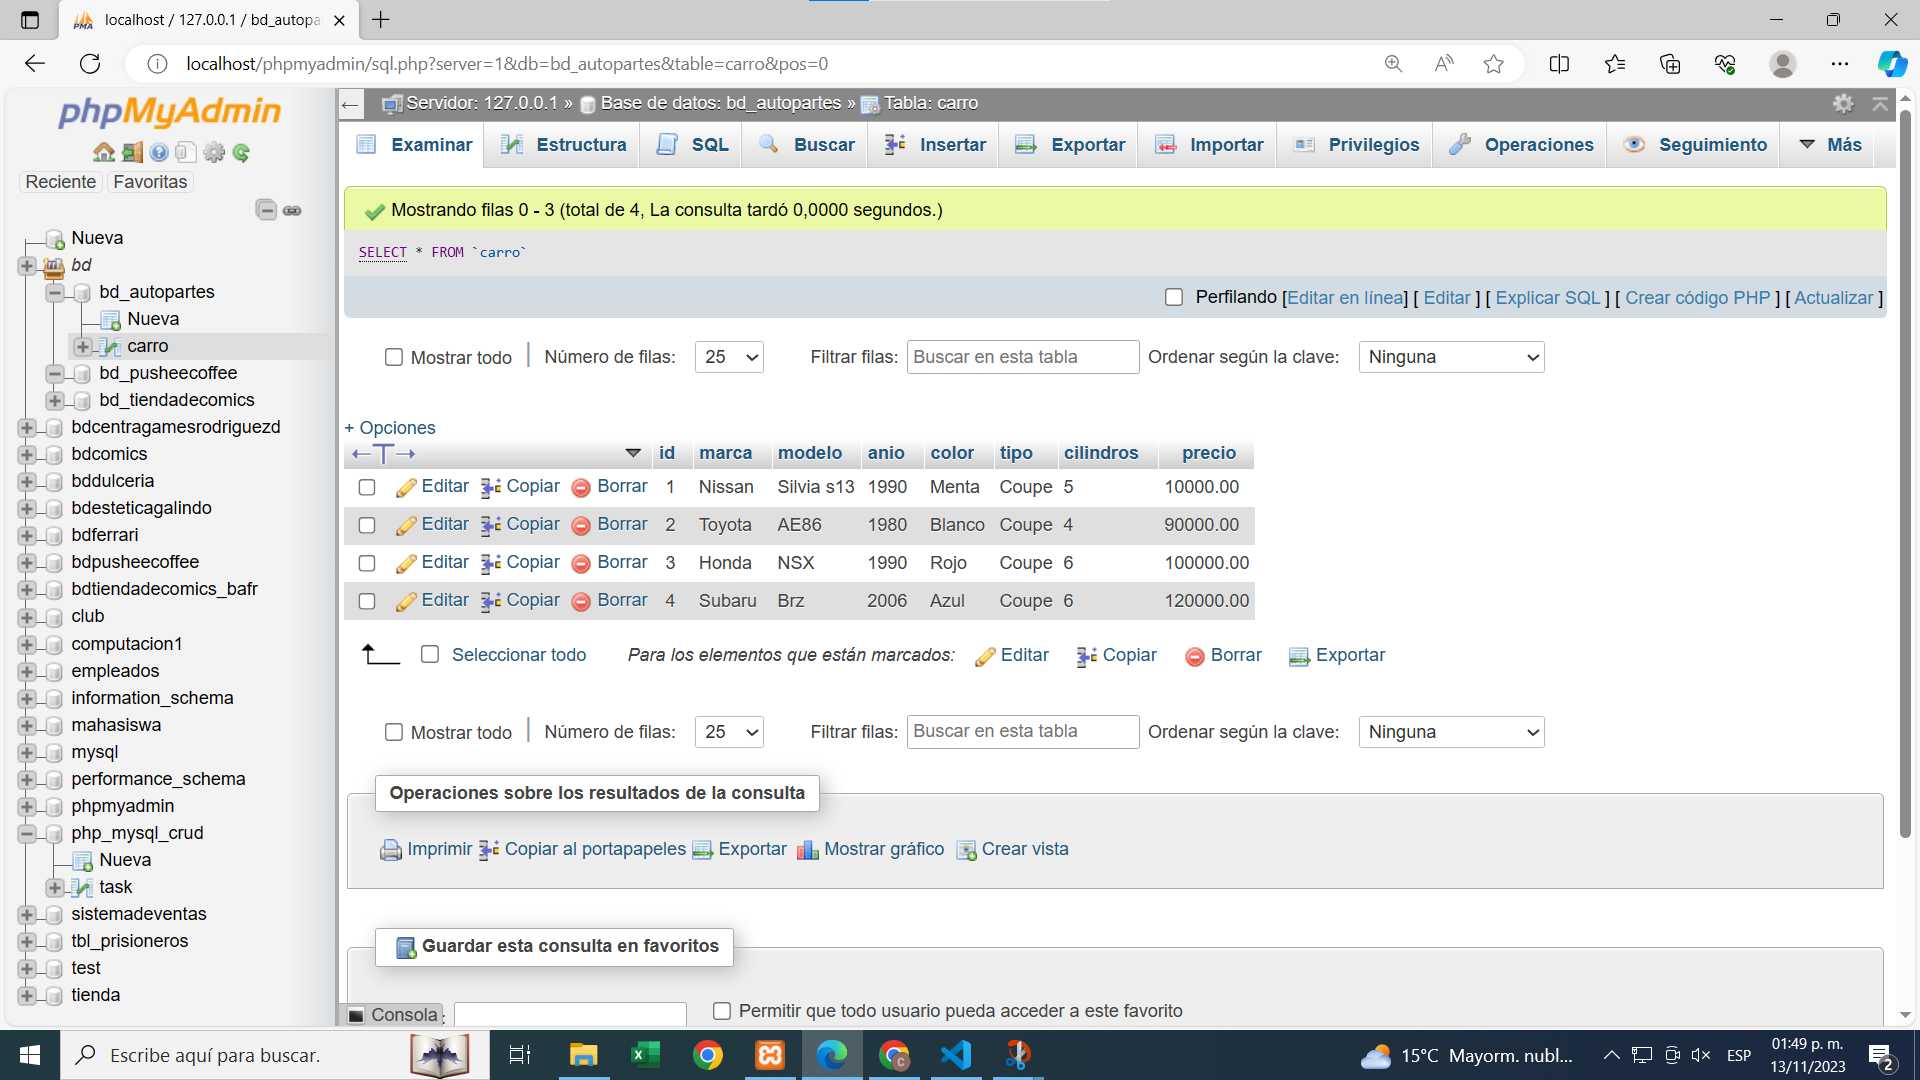 localhost / 127.0.0.1 / bd_autopa
localhost/phpmyadmin/sql.php?server=1&db=bd_autopartes&table=carro&pos=0
phpMyAdmin
Reciente Favoritas
Nueva
bd
bd_autopartes
Nueva
carro
bd_pusheecoffee
bd_tiendadecomics
bdcentragamesrodriguezd
bdcomics
bddulceria
bdesteticagalindo
bdferrari
bdpusheecoffee
bdtiendadecomics_bafr
club
computacion1
empleados
information_schema
mahasiswa
mysql
performance_schema
phpmyadmin
php_mysql_crud
Nueva
task
sistemadeventas
tbl_prisioneros
test
tienda
Servidor: 127.0.0.1 » Base de datos: bd_autopartes » Tabla: carro
Examinar Estructura SQL Buscar Insertar Exportar Importar Privilegios Operaciones Seguimiento Más
Mostrando filas 0 - 3 (total de 4, La consulta tardó 0,0000 segundos.)
SELECT * FROM `carro`
Perfilando [Editar en línea] [ Editar ] [ Explicar SQL ] [ Crear código PHP ] [ Actualizar ]
Mostrar todo Número de filas: 25 Filtrar filas: Buscar en esta tabla Ordenar según la clave: Ninguna
+ Opciones
id marca modelo anio color tipo cilindros precio
Editar Copiar Borrar 1 Nissan Silvia s13 1990 Menta Coupe 5 10000.00
Editar Copiar Borrar 2 Toyota AE86 1980 Blanco Coupe 4 90000.00
Editar Copiar Borrar 3 Honda NSX 1990 Rojo Coupe 6 100000.00
Editar Copiar Borrar 4 Subaru Brz 2006 Azul Coupe 6 120000.00
Seleccionar todo Para los elementos que están marcados: Editar Copiar Borrar Exportar
Mostrar todo Número de filas: 25 Filtrar filas: Buscar en esta tabla Ordenar según la clave: Ninguna
Operaciones sobre los resultados de la consulta
Imprimir Copiar al portapapeles Exportar Mostrar gráfico Crear vista
Guardar esta consulta en favoritos
Consola : Permitir que todo usuario pueda acceder a este favorito
Escribe aquí para buscar.
15°C Mayorm. nubl...
ESP
01:49 p. m.
13/11/2023
2